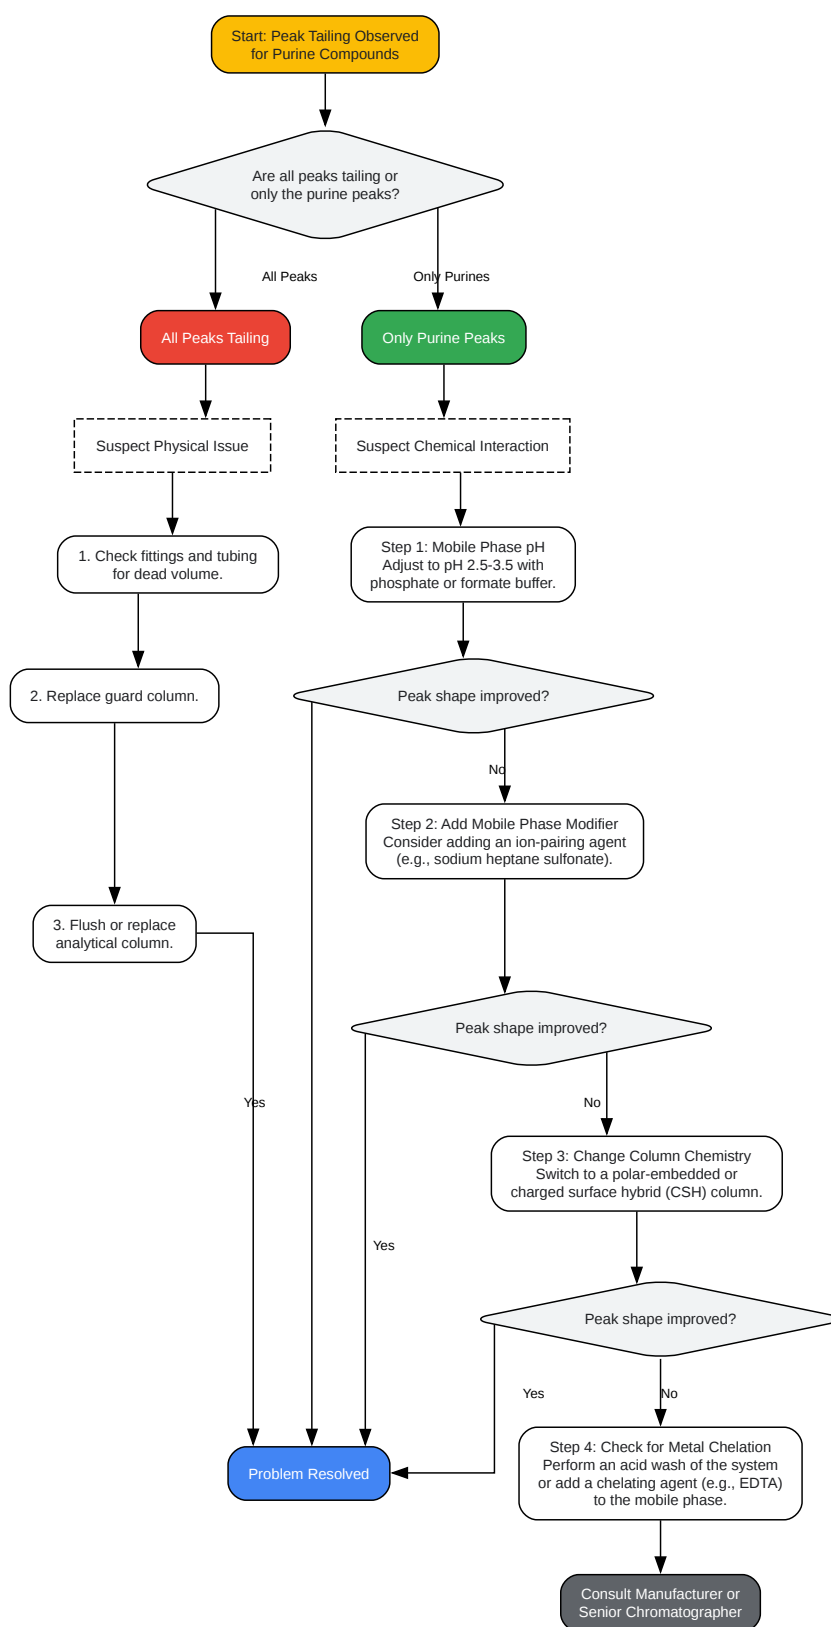 Start: Peak Tailing Observed
for Purine Compounds
Are all peaks tailing or
only the purine peaks?
All Peaks
Only Purines
All Peaks Tailing
Only Purine Peaks
Suspect Physical Issue
Suspect Chemical Interaction
1. Check fittings and tubing
for dead volume.
Step 1: Mobile Phase pH
Adjust to pH 2.5-3.5 with
phosphate or formate buffer.
2. Replace guard column.
Peak shape improved?
No
Step 2: Add Mobile Phase Modifier
Consider adding an ion-pairing agent
(e.g., sodium heptane sulfonate).
3. Flush or replace
analytical column.
Peak shape improved?
Yes
No
Step 3: Change Column Chemistry
Switch to a polar-embedded or
charged surface hybrid (CSH) column.
Yes
Peak shape improved?
Yes
No
Problem Resolved
Step 4: Check for Metal Chelation
Perform an acid wash of the system
or add a chelating agent (e.g., EDTA)
to the mobile phase.
Consult Manufacturer or
Senior Chromatographer